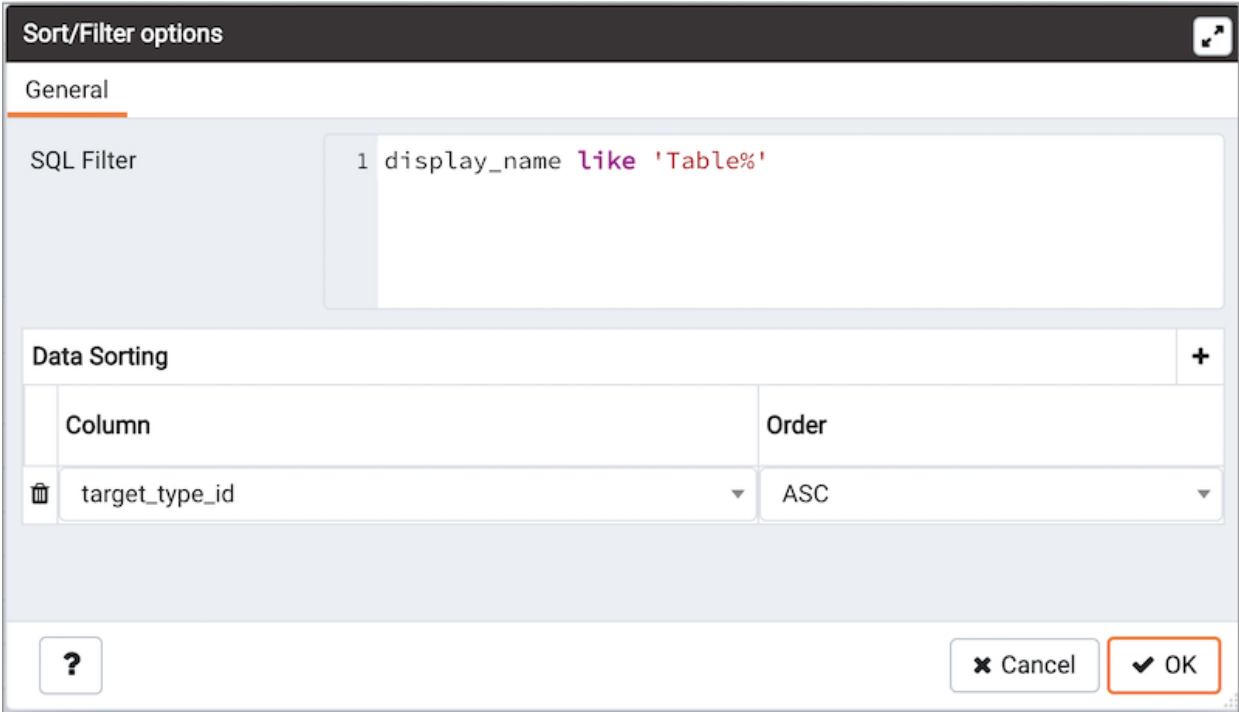 Sort/Filter options
General
SQL Filter
1 display_name like 'Table%'
Data Sorting +
Column Order
target_type_id ASC
? Cancel OK